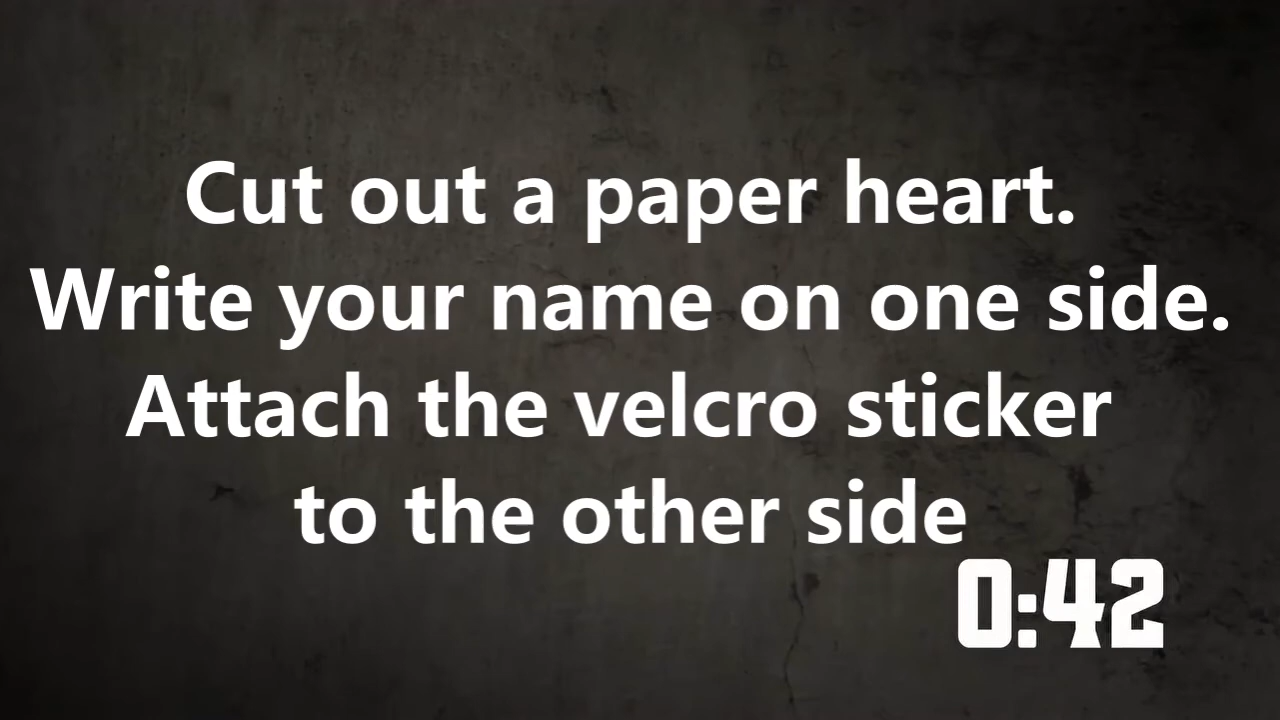 Cut out a paper heart.
Write your name on one side.
Attach the velcro sticker
to the other side
0:42